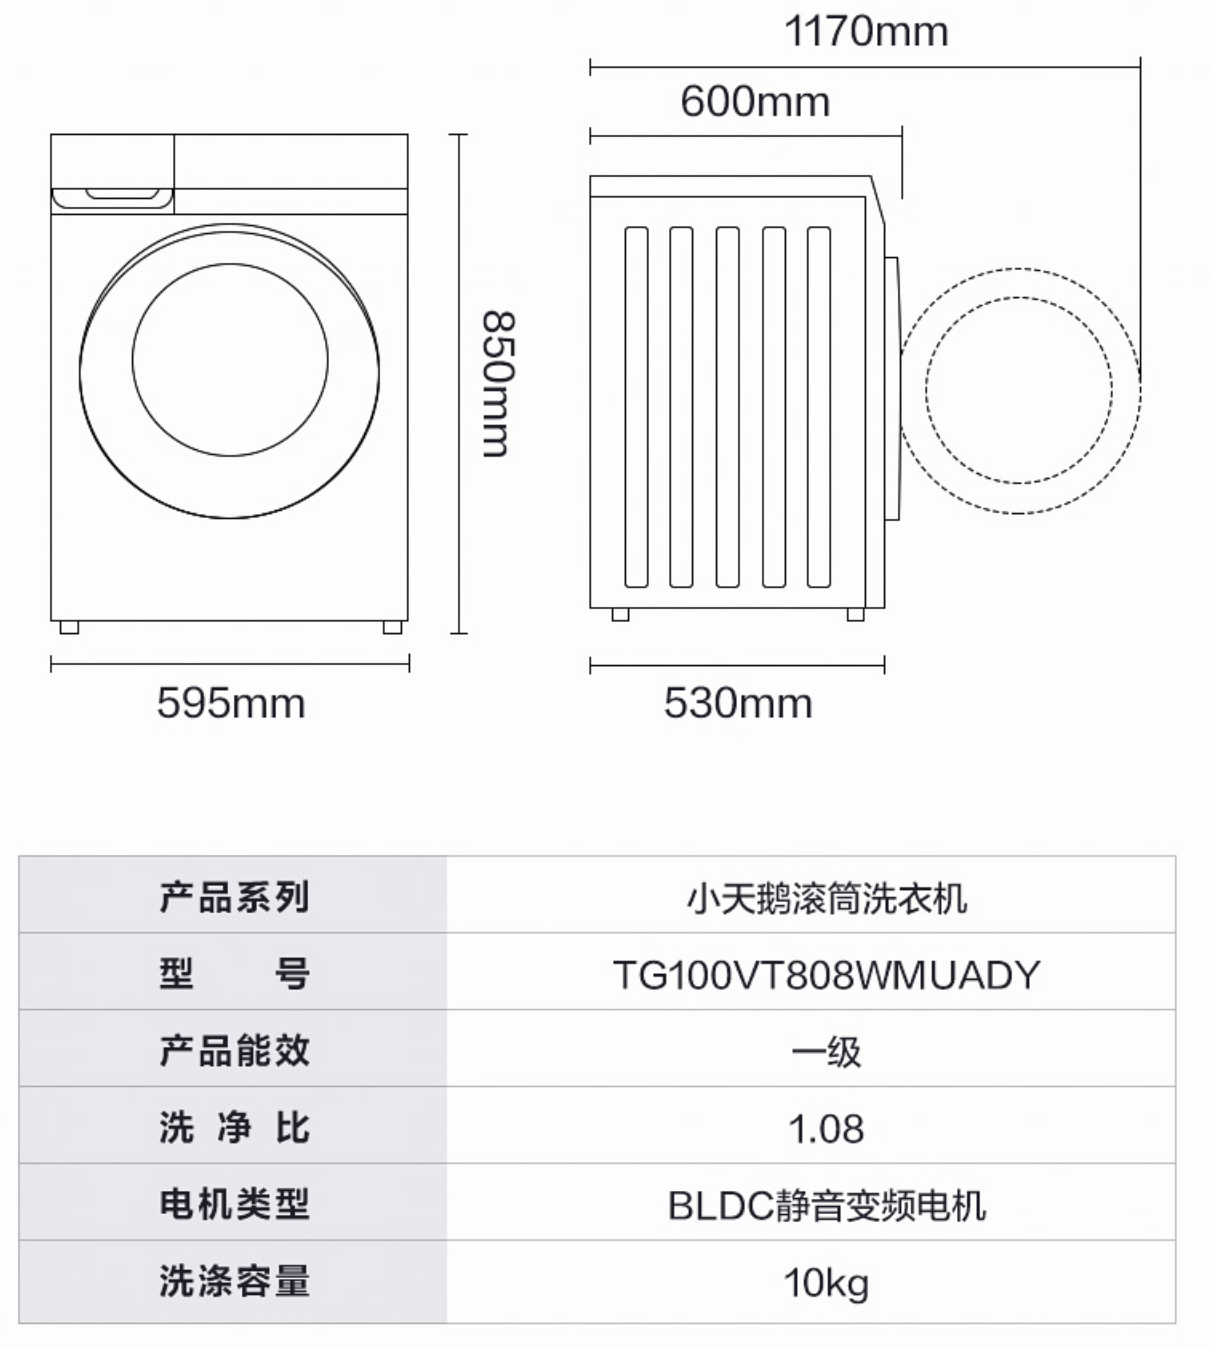 1170mm
600mm
850mm
595mm
530mm
产品系列 小天鹅滚筒洗衣机
型 号 TG100VT808WMUADY
产品能效 一级
洗净比 1.08
电机类型 BLDC静音变频电机
洗涤容量 10kg